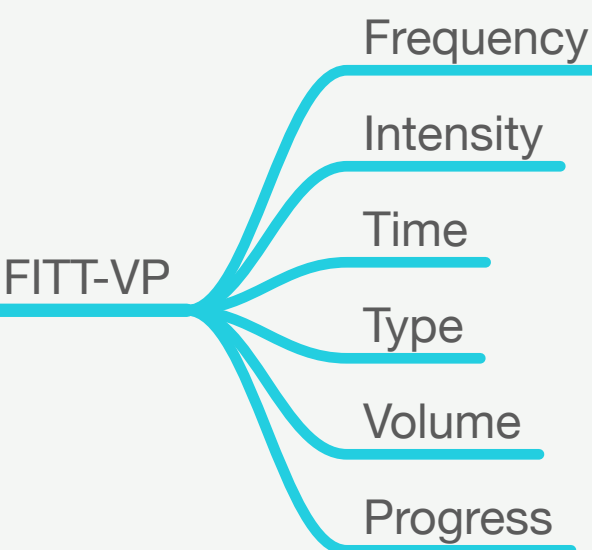 Frequency
Intensity
Time
FITT-VP
Type
Volume
Progress